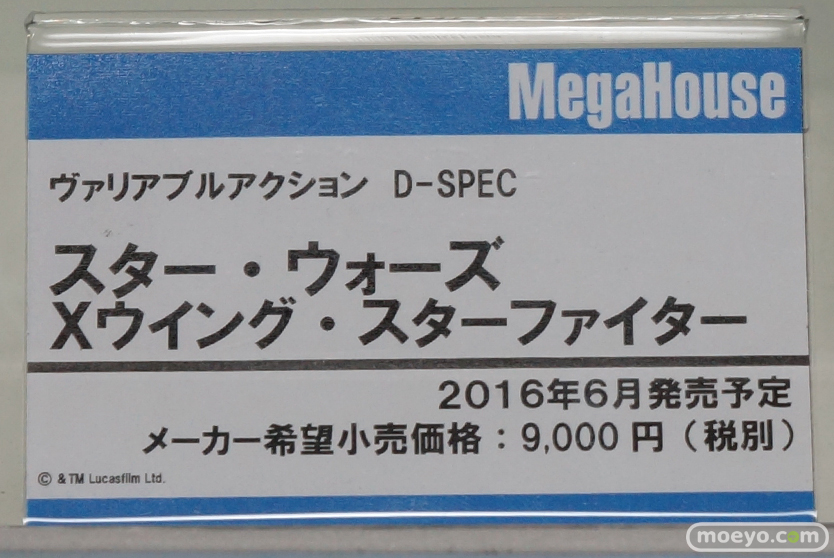 MegaHouse
ヴァリアブルアクション D-SPEC
スター・ウォーズ
Xウイング・スターファイター
2016年6月発売予定
メーカー希望小売価格：9,000円（税別）
© &TM Lucasfilm Ltd.
moeyo.com